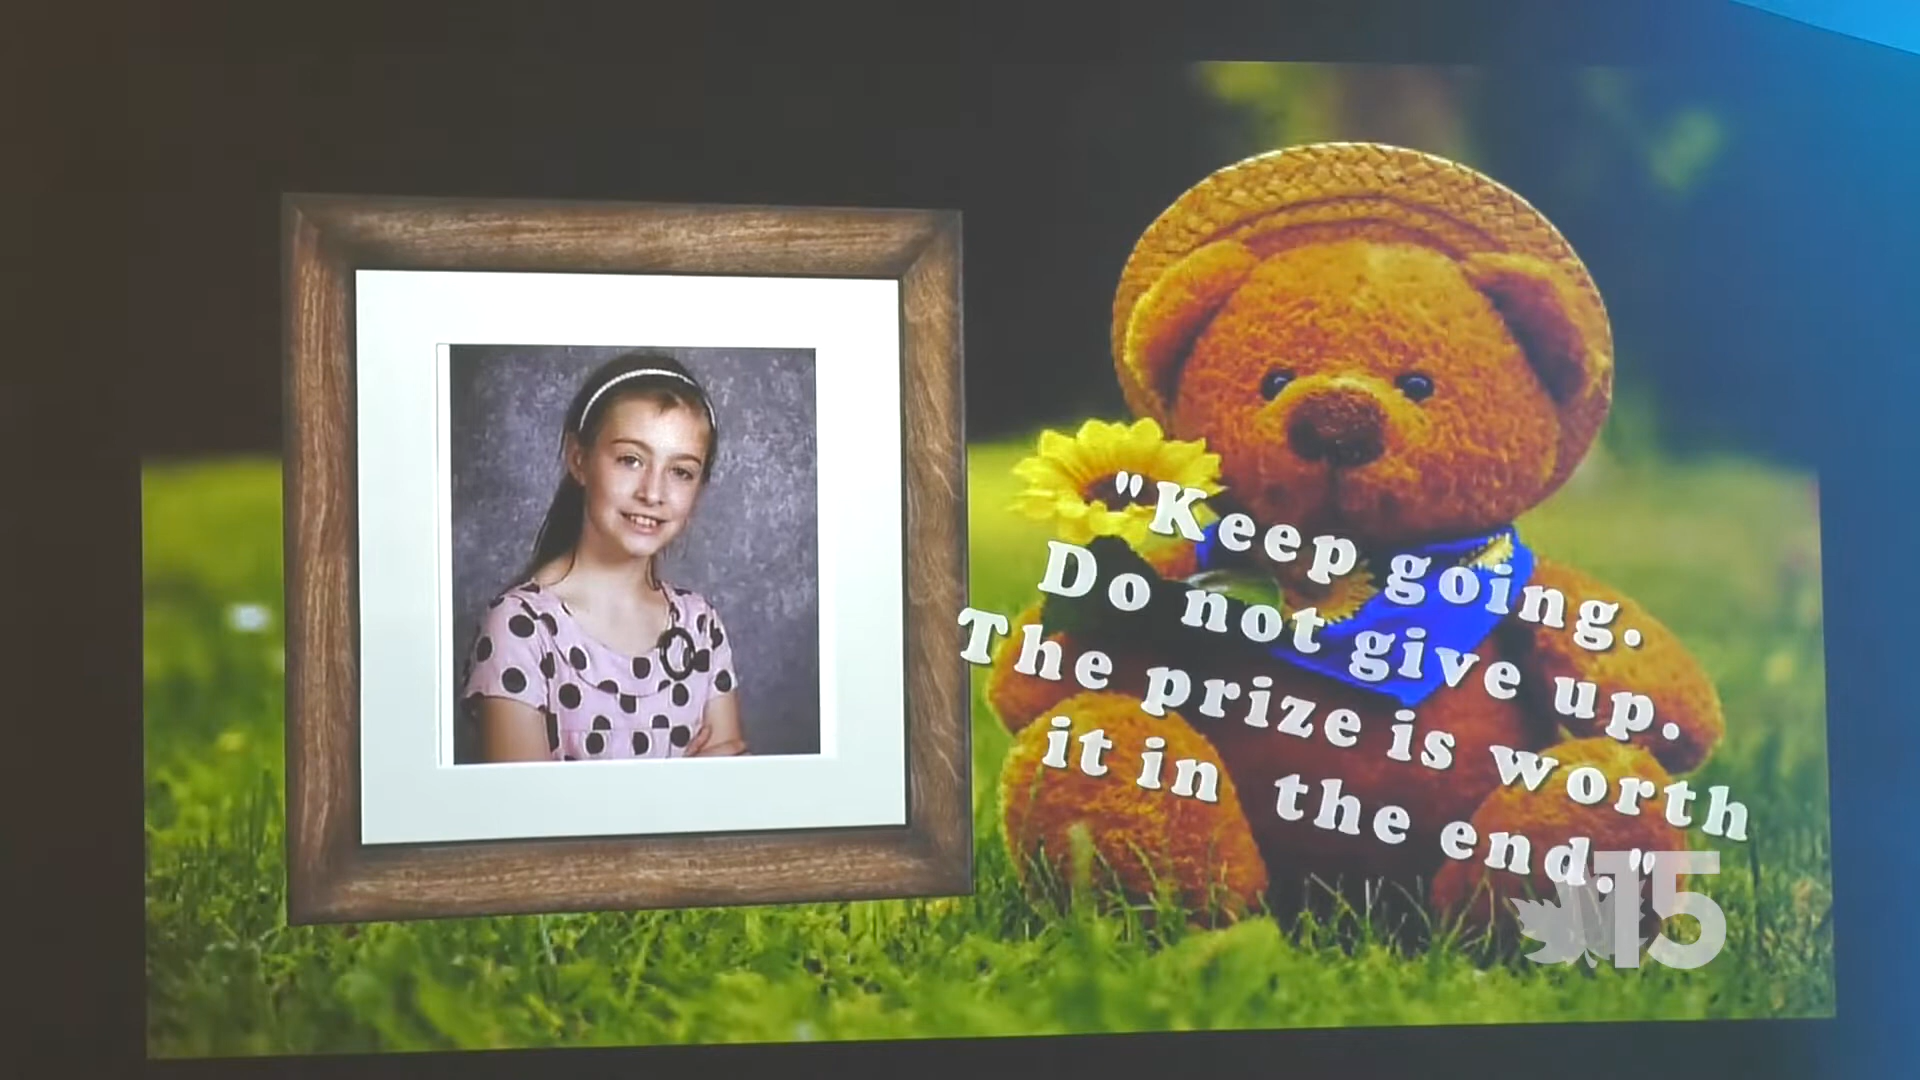 "Keep going.
Do not give up.
The prize is worth
it in the end."
15